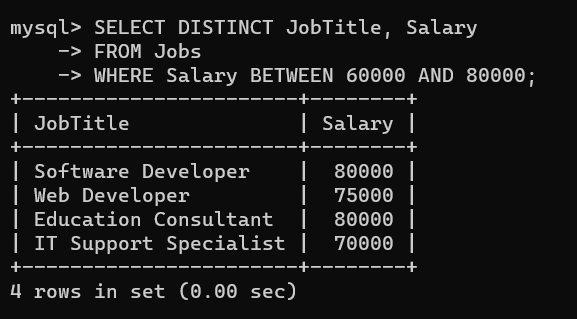 mysql> SELECT DISTINCT JobTitle, Salary
    -> FROM Jobs
    -> WHERE Salary BETWEEN 60000 AND 80000;
+----------------------+--------+
| JobTitle              | Salary |
+----------------------+--------+
| Software Developer    |  80000 |
| Web Developer         |  75000 |
| Education Consultant  |  80000 |
| IT Support Specialist |  70000 |
+----------------------+--------+
4 rows in set (0.00 sec)